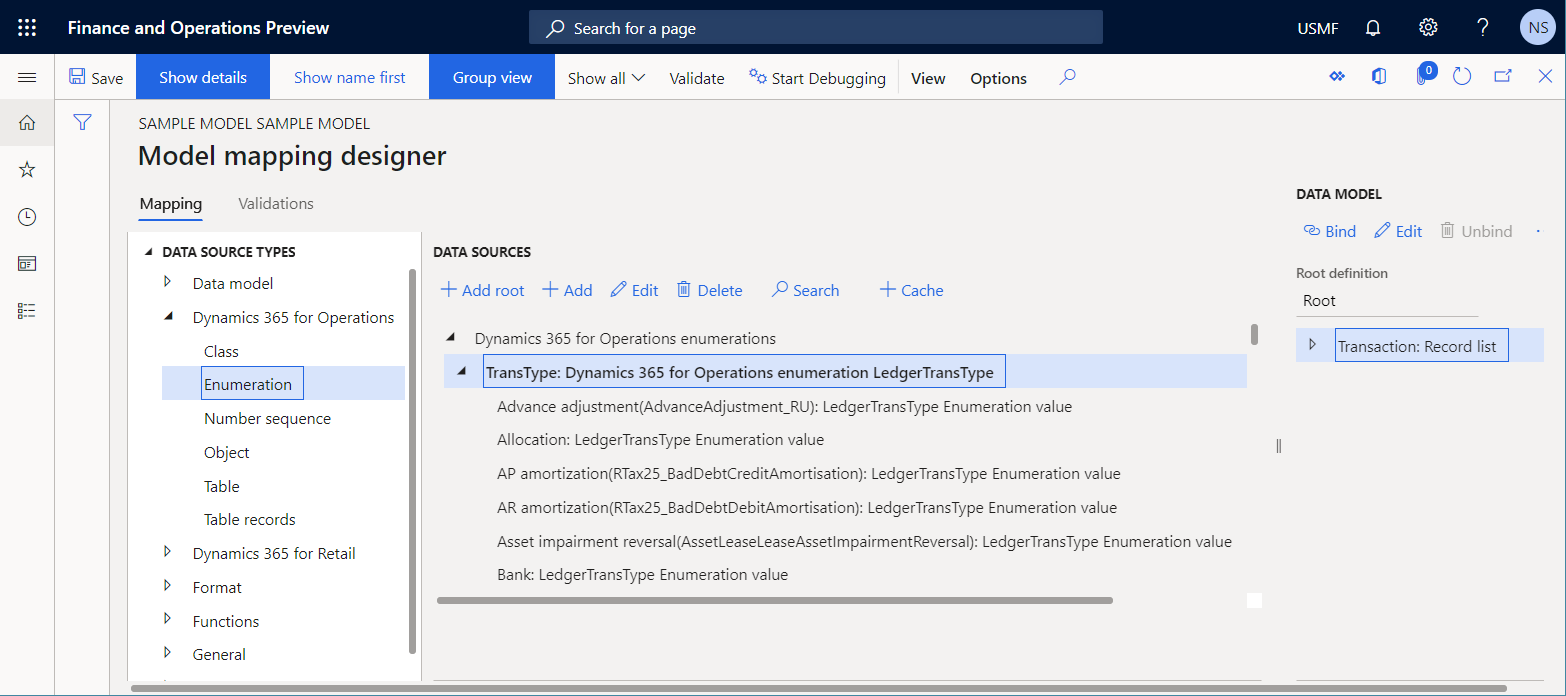 Finance and Operations Preview
Search for a page
USMF
NS
Save
Show details
Show name first
Group view
Show all
Validate
Start Debugging
View
Options
0
SAMPLE MODEL SAMPLE MODEL
Model mapping designer
Mapping
Validations
DATA SOURCE TYPES
Data model
Dynamics 365 for Operations
Class
Enumeration
Number sequence
Object
Table
Table records
Dynamics 365 for Retail
Format
Functions
General
DATA SOURCES
Add root
Add
Edit
Delete
Search
Cache
Dynamics 365 for Operations enumerations
TransType: Dynamics 365 for Operations enumeration LedgerTransType
Advance adjustment(AdvanceAdjustment_RU): LedgerTransType Enumeration value
Allocation: LedgerTransType Enumeration value
AP amortization(RTax25_BadDebtCreditAmortisation): LedgerTransType Enumeration value
AR amortization(RTax25_BadDebtDebitAmortisation): LedgerTransType Enumeration value
Asset impairment reversal(AssetLeaseLeaseAssetImpairmentReversal): LedgerTransType Enumeration value
Bank: LedgerTransType Enumeration value
DATA MODEL
Bind
Edit
Unbind
Root definition
Root
Transaction: Record list